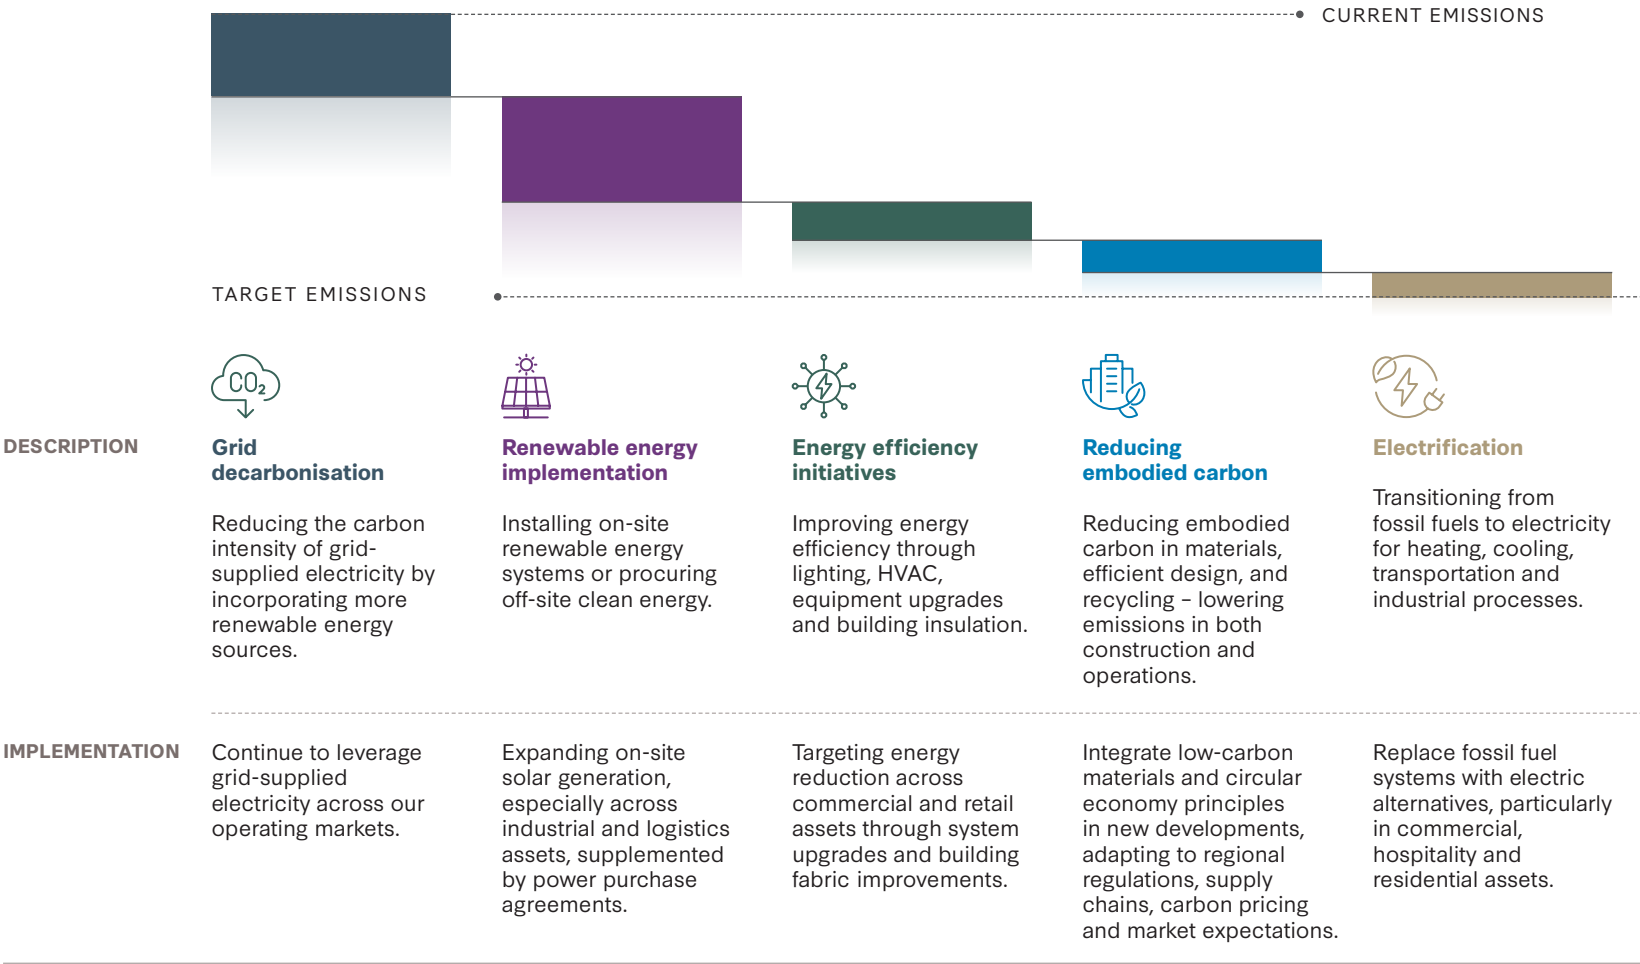 CURRENT EMISSIONS
TARGET EMISSIONS
CO₂
DESCRIPTION
Grid
decarbonisation
Reducing the carbon
intensity of grid-
supplied electricity by
incorporating more
renewable energy
sources.
Renewable energy
implementation
Installing on-site
renewable energy
systems or procuring
off-site clean energy.
Energy efficiency
initiatives
Improving energy
efficiency through
lighting, HVAC,
equipment upgrades
and building insulation.
Reducing
embodied carbon
Reducing embodied
carbon in materials,
efficient design, and
recycling – lowering
emissions in both
construction and
operations.
Electrification
Transitioning from
fossil fuels to electricity
for heating, cooling,
transportation and
industrial processes.
IMPLEMENTATION
Continue to leverage
grid-supplied
electricity across our
operating markets.
Expanding on-site
solar generation,
especially across
industrial and logistics
assets, supplemented
by power purchase
agreements.
Targeting energy
reduction across
commercial and retail
assets through system
upgrades and building
fabric improvements.
Integrate low-carbon
materials and circular
economy principles
in new developments,
adapting to regional
regulations, supply
chains, carbon pricing
and market expectations.
Replace fossil fuel
systems with electric
alternatives, particularly
in commercial,
hospitality and
residential assets.